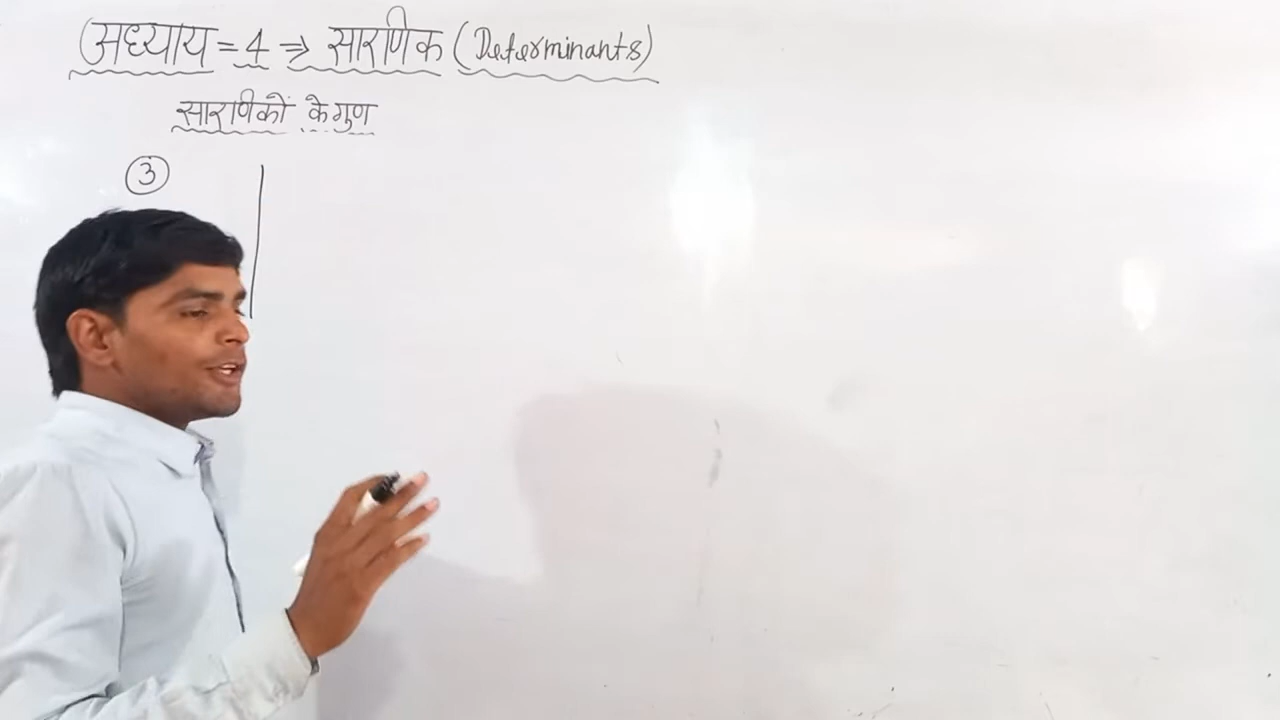 (अध्याय = 4 ⇒ सारणिक (Determinants)
सारणिकों के गुण
③